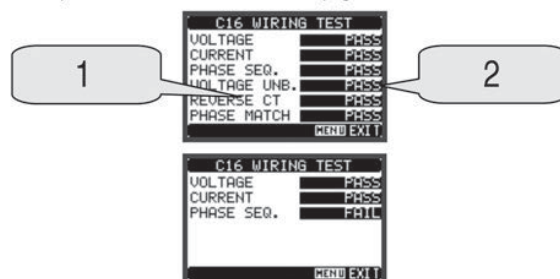 C16 WIRING TEST
VOLTAGE PASS
CURRENT PASS
PHASE SEQ. PASS
VOLTAGE UNB. PASS
REVERSE CT PASS
PHASE MATCH PASS
MENU EXIT
1
2
C16 WIRING TEST
VOLTAGE PASS
CURRENT PASS
PHASE SEQ. FAIL
MENU EXIT